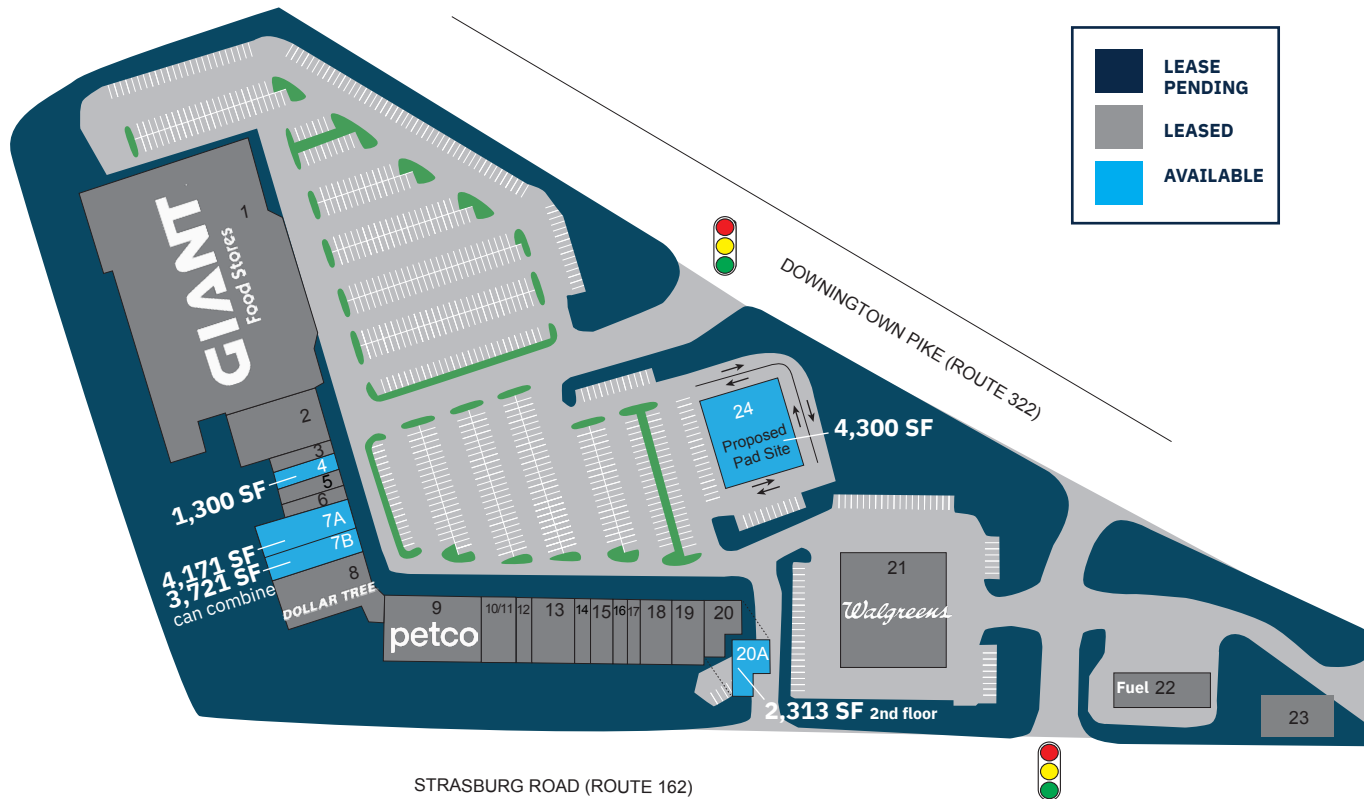 LEASE
PENDING
LEASED
AVAILABLE
GIANT
Food Stores
1
2
3
4
5
6
7A
7B
8
DOLLAR TREE
1,300 SF
4,171 SF
3,721 SF
can combine
DOWNINGTOWN PIKE (ROUTE 322)
24
Proposed
Pad Site
4,300 SF
9
petco
10/11
12
13
14
15
16
17
18
19
20
20A
2,313 SF 2nd floor
21
Walgreens
Fuel 22
23
STRASBURG ROAD (ROUTE 162)